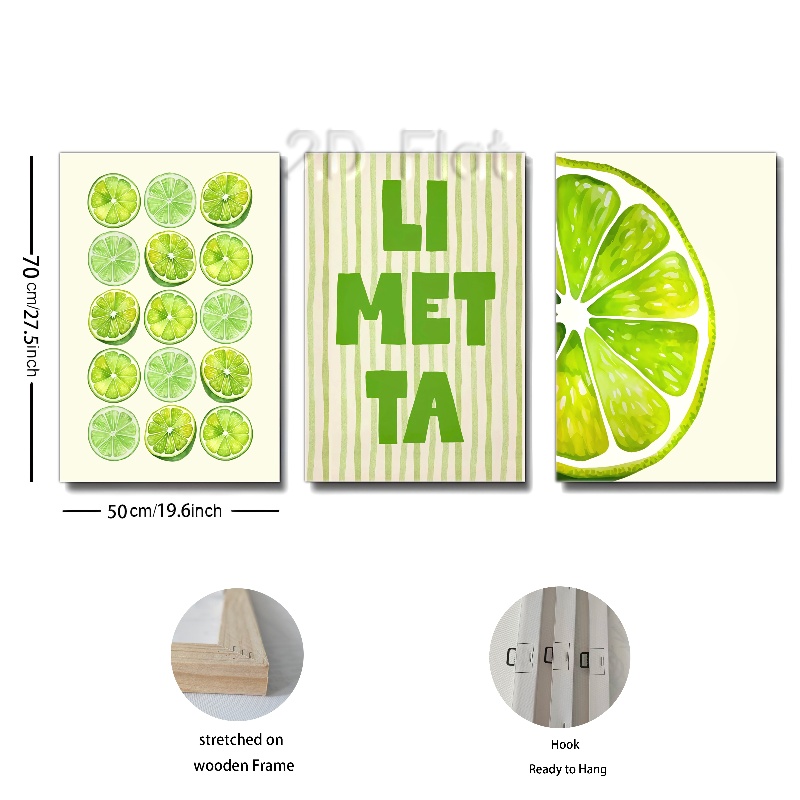 2D Flat
LI
MET
TA
70 cm/27.5inch
50cm/19.6inch
stretched on
wooden Frame
Hook
Ready to Hang